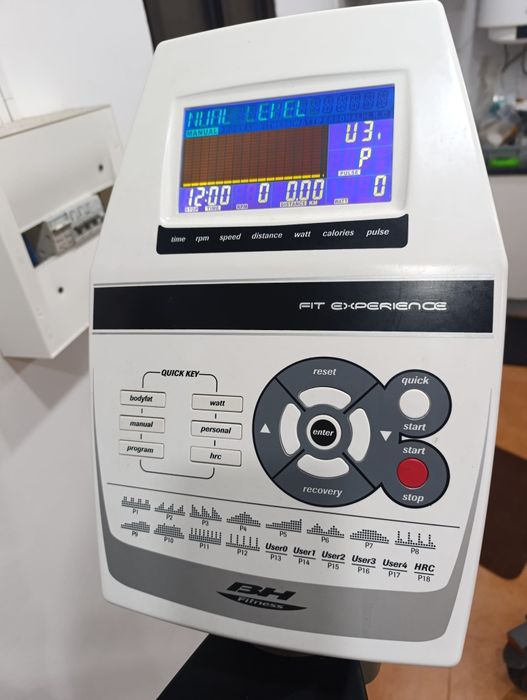 NUAL LEVEL
MANUAL
U3
P
PULSE
12:00 0 0.00 0
STOP TIME RPM DISTANCE KM WATT
time rpm speed distance watt calories pulse
FIT EXPERIENCE
QUICK KEY
bodyfat watt
manual personal
program hrc
reset
enter
recovery
quick
start
start
stop
P1 P2 P3 P4 P5 P6 P7 P8
P9 P10 P11 P12
User0 User1 User2 User3 User4 HRC
P13 P14 P15 P16 P17 P18
BH
Fitness